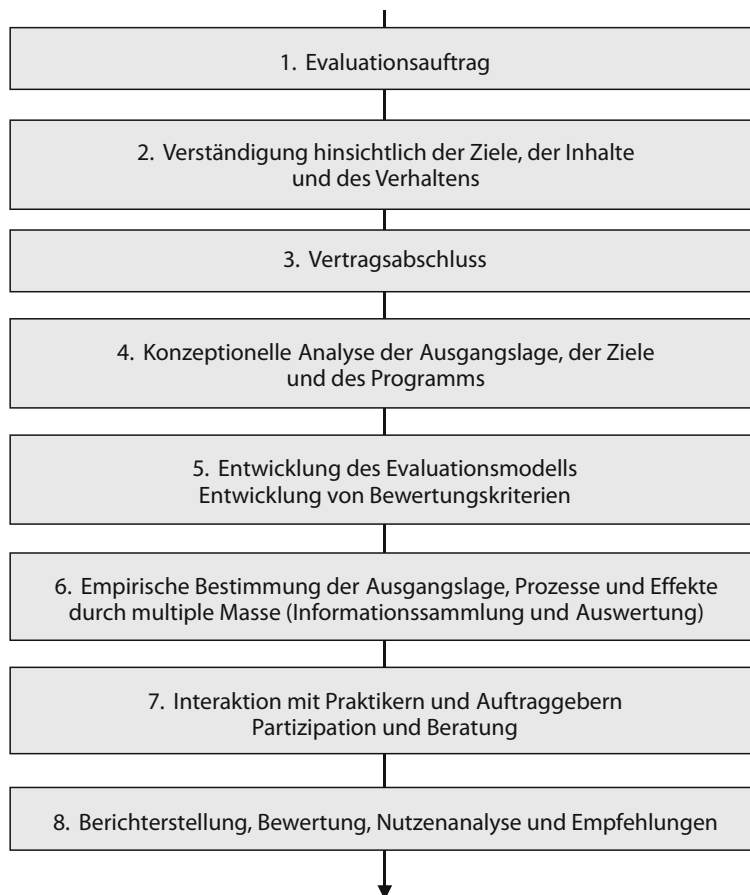 1. Evaluationsauftrag
2. Verständigung hinsichtlich der Ziele, der Inhalte
und des Verhaltens
3. Vertragsabschluss
4. Konzeptionelle Analyse der Ausgangslage, der Ziele
und des Programms
5. Entwicklung des Evaluationsmodells
Entwicklung von Bewertungskriterien
6. Empirische Bestimmung der Ausgangslage, Prozesse und Effekte
durch multiple Masse (Informationssammlung und Auswertung)
7. Interaktion mit Praktikern und Auftraggebern
Partizipation und Beratung
8. Berichterstellung, Bewertung, Nutzenanalyse und Empfehlungen